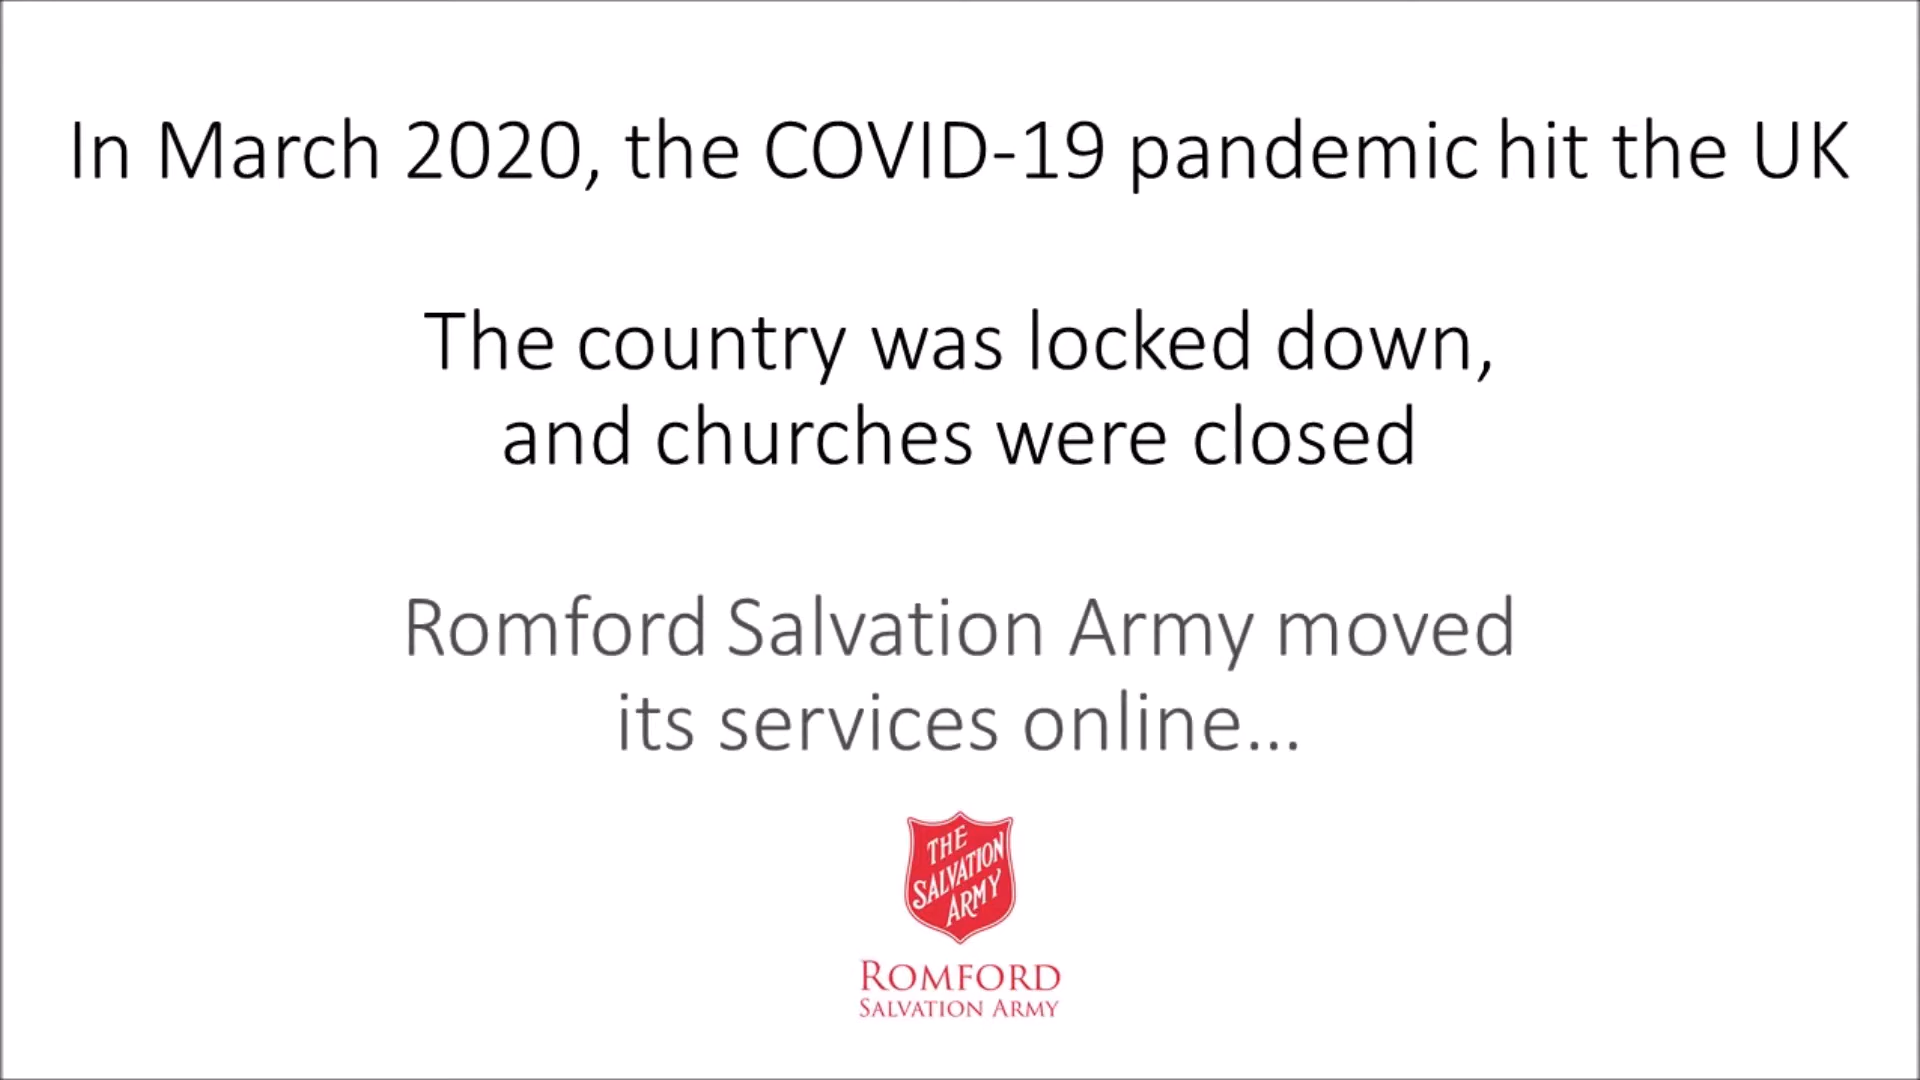 In March 2020, the COVID-19 pandemic hit the UK
The country was locked down,
and churches were closed
Romford Salvation Army moved
its services online...
THE
SALVATION
ARMY
ROMFORD
SALVATION ARMY